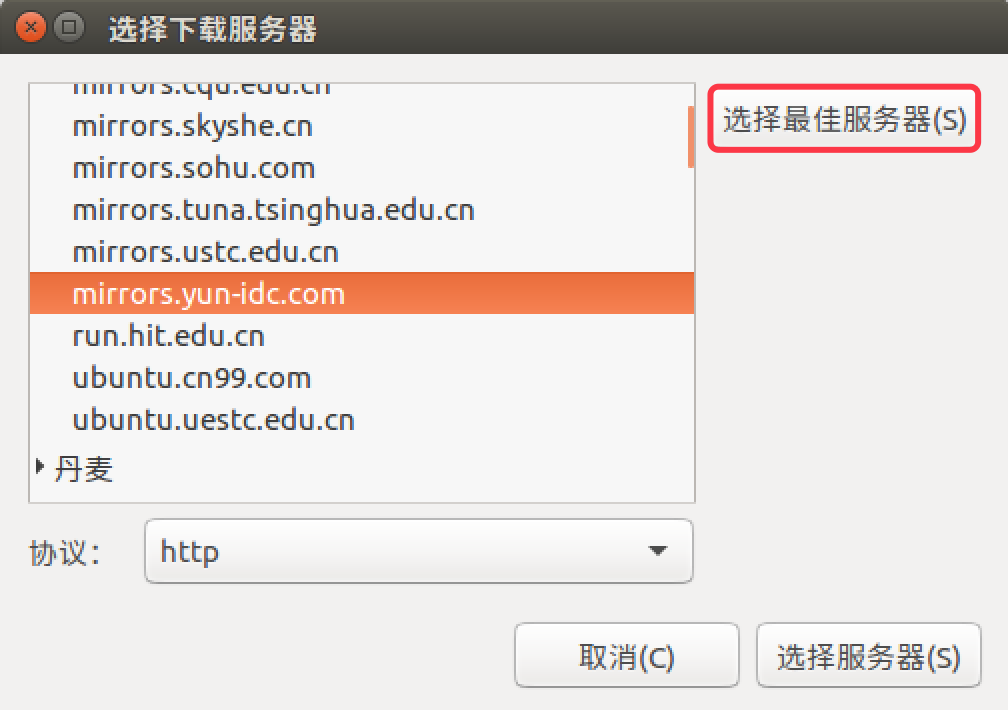 选择下载服务器
mirrors.cqu.edu.cn
选择最佳服务器(S)
mirrors.skyshe.cn
mirrors.sohu.com
mirrors.tuna.tsinghua.edu.cn
mirrors.ustc.edu.cn
mirrors.yun-idc.com
run.hit.edu.cn
ubuntu.cn99.com
ubuntu.uestc.edu.cn
丹麦
协议：
http
取消(C)
选择服务器(S)